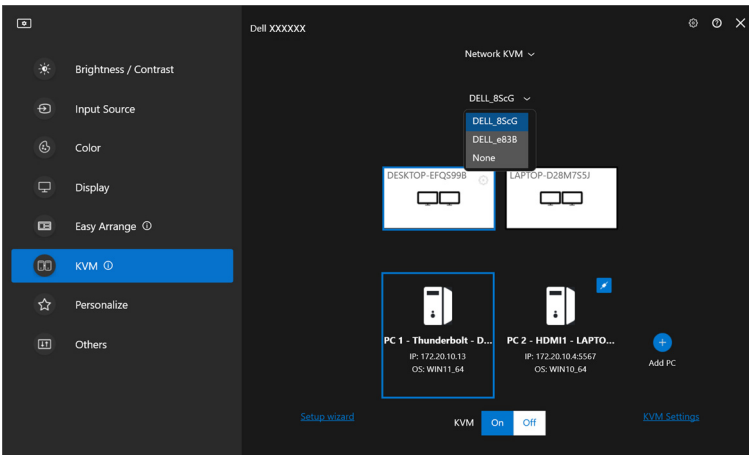 Dell XXXXXX
Network KVM
Brightness / Contrast
Input Source
Color
Display
Easy Arrange
KVM
Personalize
Others
DELL_8ScG
DELL_8ScG
DELL_e83B
None
DESKTOP-EFQS99B
LAPTOP-D28M7S5J
PC 1 - Thunderbolt - D...
IP: 172.20.10.13
OS: WIN11_64
PC 2 - HDMI1 - LAPTO...
IP: 172.20.10.4:5567
OS: WIN10_64
Add PC
Setup wizard
KVM On Off
KVM Settings